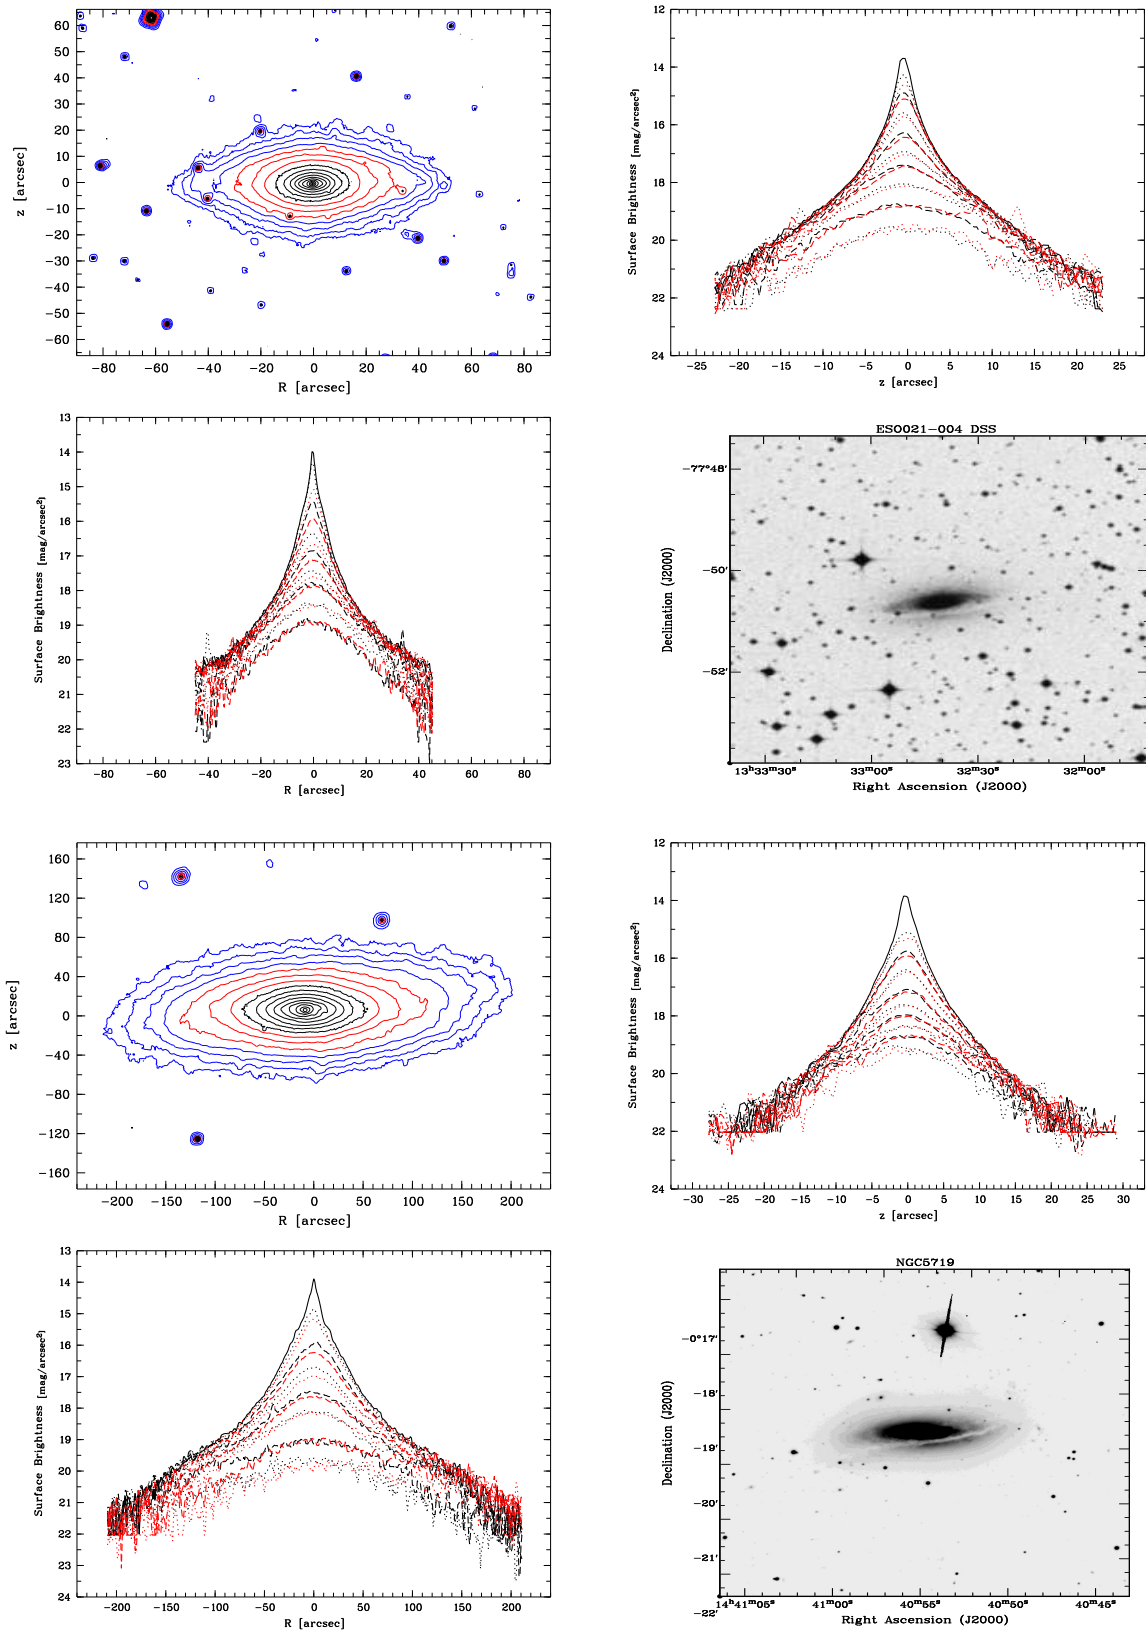 60
50
40
30
20
10
0
−10
−20
−30
−40
−50
−60
z [arcsec]
−80 −60 −40 −20 0 20 40 60 80
R [arcsec]
12
14
16
18
20
22
24
Surface Brightness [mag/arcsec²]
−25 −20 −15 −10 −5 0 5 10 15 20 25
z [arcsec]
13
14
15
16
17
18
19
20
21
22
23
Surface Brightness [mag/arcsec²]
−80 −60 −40 −20 0 20 40 60 80
R [arcsec]
ESO021-004 DSS
−77°48'
−50'
−52'
Declination (J2000)
13ʰ33ᵐ30ˢ 33ᵐ00ˢ 32ᵐ30ˢ 32ᵐ00ˢ
Right Ascension (J2000)
160
120
80
40
0
−40
−80
−120
−160
z [arcsec]
−200 −150 −100 −50 0 50 100 150 200
R [arcsec]
12
14
16
18
20
22
24
Surface Brightness [mag/arcsec²]
−30 −25 −20 −15 −10 −5 0 5 10 15 20 25 30
z [arcsec]
13
14
15
16
17
18
19
20
21
22
23
24
Surface Brightness [mag/arcsec²]
−200 −150 −100 −50 0 50 100 150 200
R [arcsec]
NGC5719
−0°17'
−18'
−19'
−20'
−21'
−22'
Declination (J2000)
14ʰ41ᵐ05ˢ 41ᵐ00ˢ 40ᵐ55ˢ 40ᵐ50ˢ 40ᵐ45ˢ
Right Ascension (J2000)